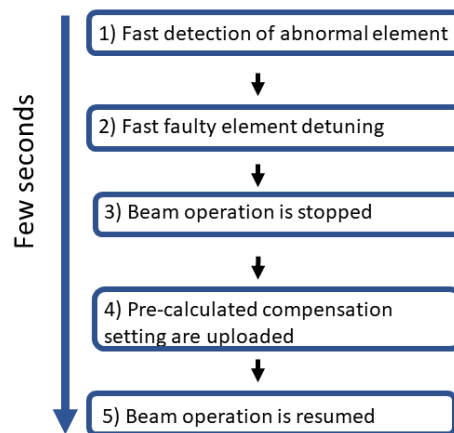 1) Fast detection of abnormal element
2) Fast faulty element detuning
3) Beam operation is stopped
4) Pre-calculated compensation
setting are uploaded
5) Beam operation is resumed
Few seconds